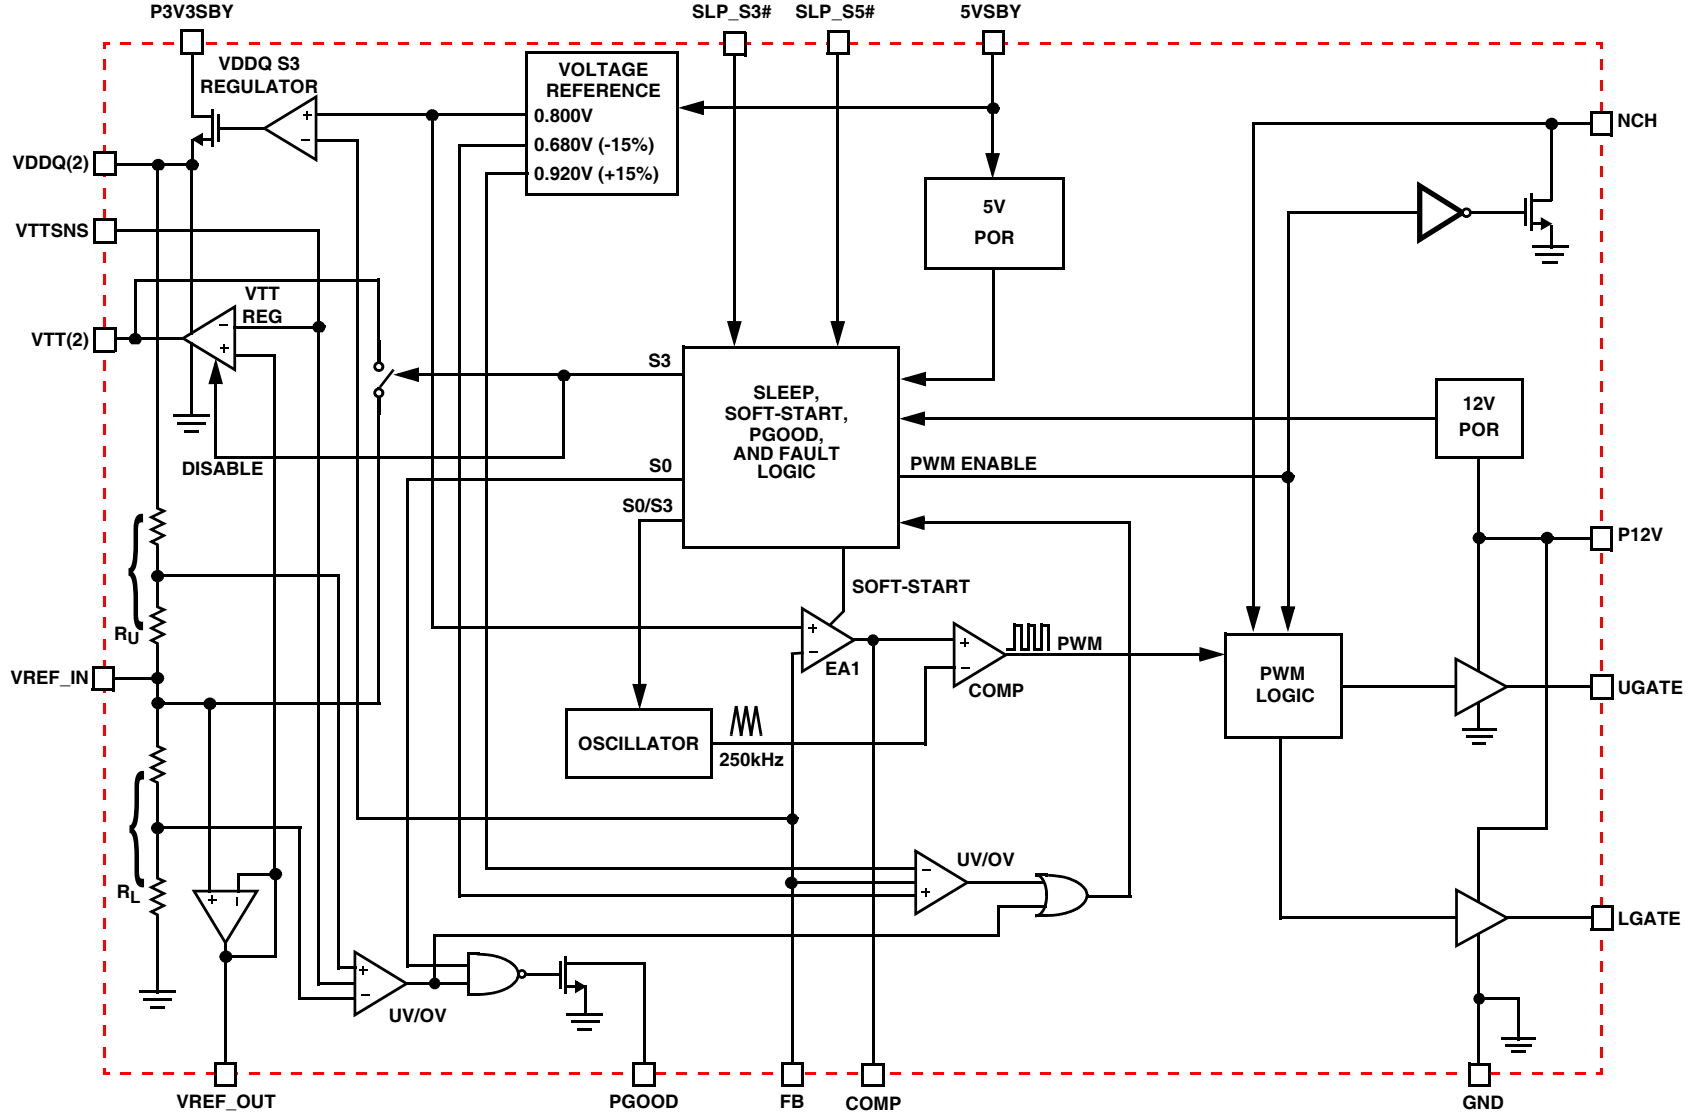 P3V3SBY
SLP_S3#
SLP_S5#
5VSBY
VDDQ S3
REGULATOR
+
−
VOLTAGE
REFERENCE
0.800V
0.680V (-15%)
0.920V (+15%)
NCH
VDDQ(2)
5V
POR
VTTSNS
VTT
REG
−
+
VTT(2)
DISABLE
S3
S0
S0/S3
SLEEP,
SOFT-START,
PGOOD,
AND FAULT
LOGIC
PWM ENABLE
12V
POR
P12V
SOFT-START
RU
VREF_IN
+
−
EA1
+
−
COMP
PWM
PWM
LOGIC
UGATE
OSCILLATOR
250kHz
RL
+
−
UV/OV
−
+
LGATE
+
−
UV/OV
VREF_OUT
PGOOD
FB
COMP
GND